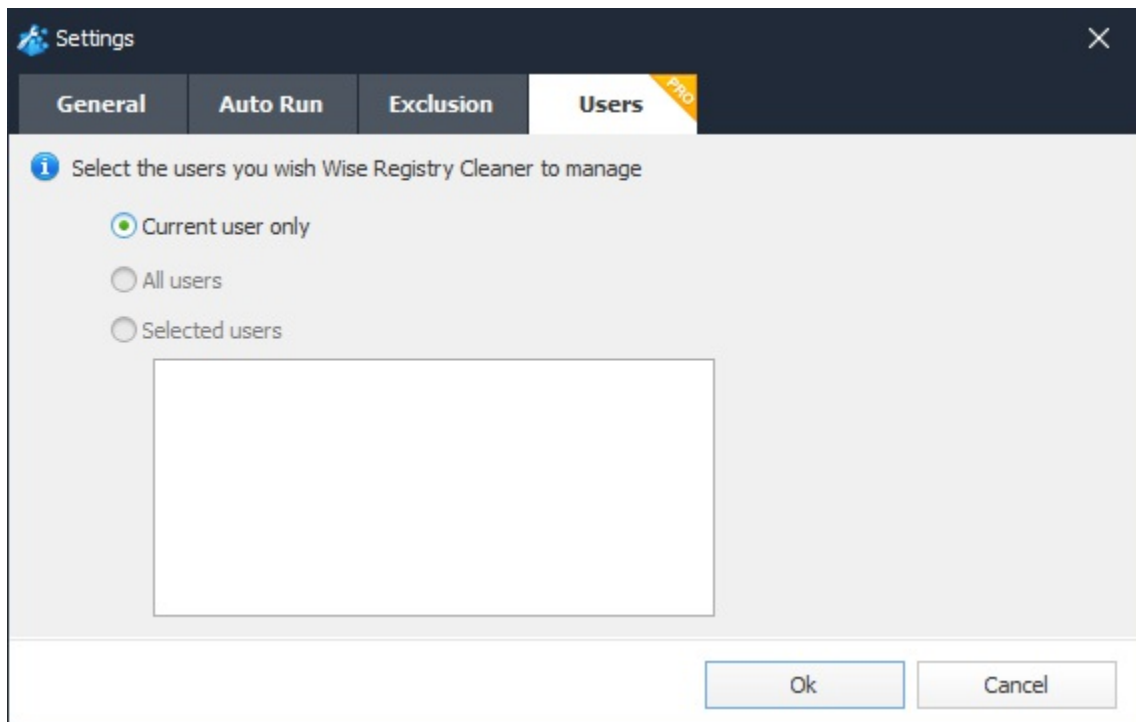 Settings
General
Auto Run
Exclusion
Users
PRO
Select the users you wish Wise Registry Cleaner to manage
Current user only
All users
Selected users
Ok
Cancel